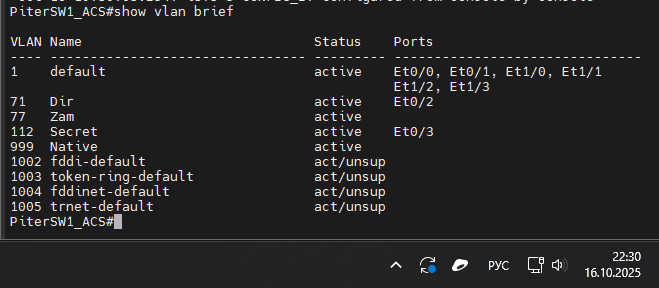 PiterSW1_ACS#show vlan brief
VLAN Name                             Status    Ports
---- -------------------------------- --------- -------------------------------
1    default                          active    Et0/0, Et0/1, Et1/0, Et1/1
                                                Et1/2, Et1/3
71   Dir                              active    Et0/2
77   Zam                              active
112  Secret                           active    Et0/3
999  Native                           active
1002 fddi-default                     act/unsup
1003 token-ring-default               act/unsup
1004 fddinet-default                  act/unsup
1005 trnet-default                    act/unsup
PiterSW1_ACS#
РУС
22:30
16.10.2025